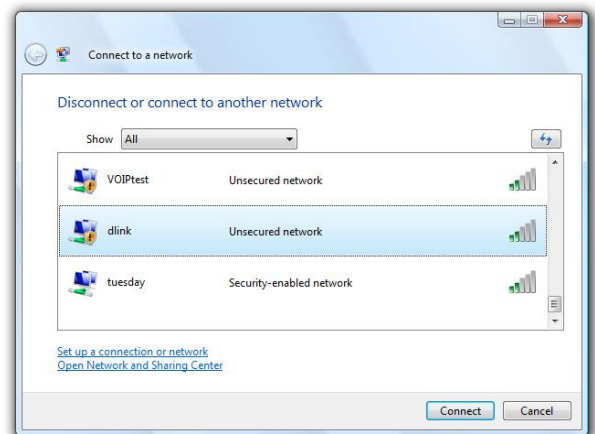 Connect to a network
Disconnect or connect to another network
Show All
VOIPtest Unsecured network
dlink Unsecured network
tuesday Security-enabled network
Set up a connection or network
Open Network and Sharing Center
Connect Cancel